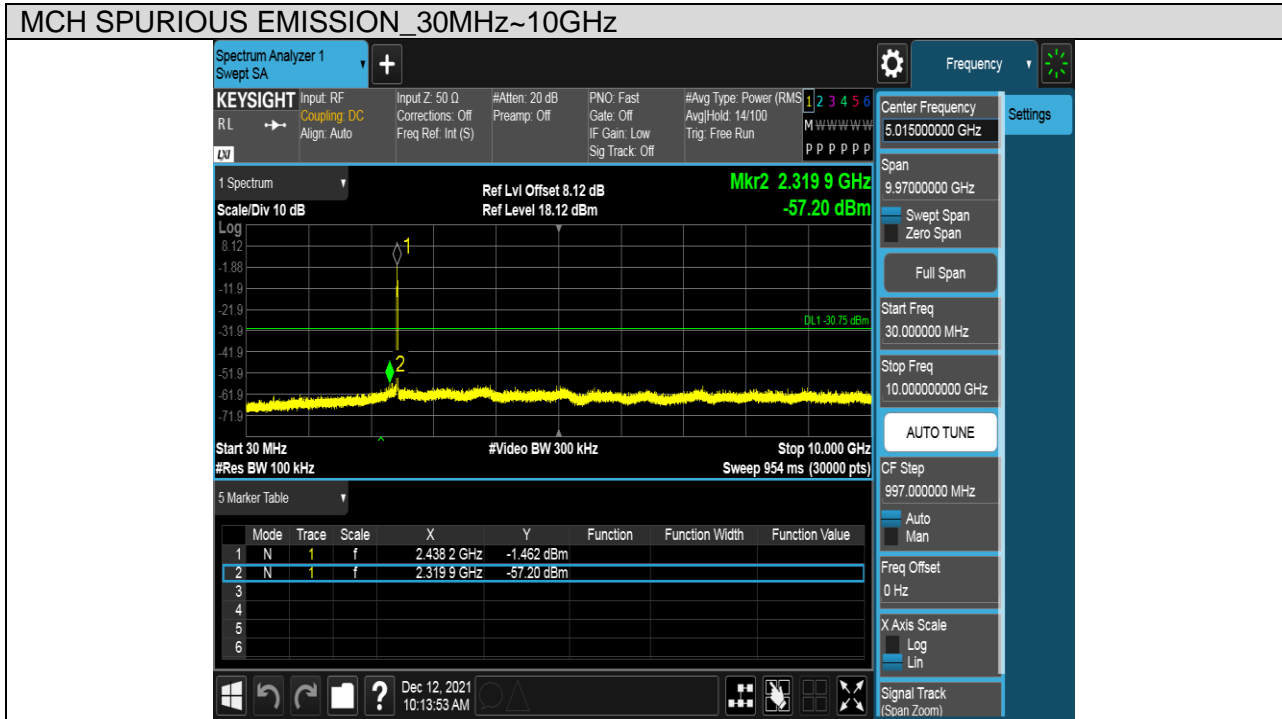 MCH SPURIOUS EMISSION_30MHz~10GHz
Spectrum Analyzer 1
Swept SA
+
Frequency
KEYSIGHT
RL
LXI
Input: RF
Coupling: DC
Align: Auto
Input Z: 50 Ω
Corrections: Off
Freq Ref: Int (S)
#Atten: 20 dB
Preamp: Off
PNO: Fast
Gate: Off
IF Gain: Low
Sig Track: Off
#Avg Type: Power (RMS
Avg|Hold: 14/100
Trig: Free Run
1 2 3 4 5 6
M W W W W W
P P P P P P
1 Spectrum
Scale/Div 10 dB
Ref Lvl Offset 8.12 dB
Ref Level 18.12 dBm
Mkr2 2.319 9 GHz
-57.20 dBm
Log
8.12
-1.88
-11.9
-21.9
-31.9
-41.9
-51.9
-61.9
-71.9
1
2
DL1 -30.75 dBm
Start 30 MHz
#Video BW 300 kHz
Stop 10.000 GHz
#Res BW 100 kHz
Sweep 954 ms (30000 pts)
5 Marker Table
Mode Trace Scale X Y Function Function Width Function Value
1 N 1 f 2.438 2 GHz -1.462 dBm
2 N 1 f 2.319 9 GHz -57.20 dBm
3
4
5
6
?
Dec 12, 2021
10:13:53 AM
Center Frequency
5.015000000 GHz
Settings
Span
9.97000000 GHz
Swept Span
Zero Span
Full Span
Start Freq
30.000000 MHz
Stop Freq
10.000000000 GHz
AUTO TUNE
CF Step
997.000000 MHz
Auto
Man
Freq Offset
0 Hz
X Axis Scale
Log
Lin
Signal Track
(Span Zoom)